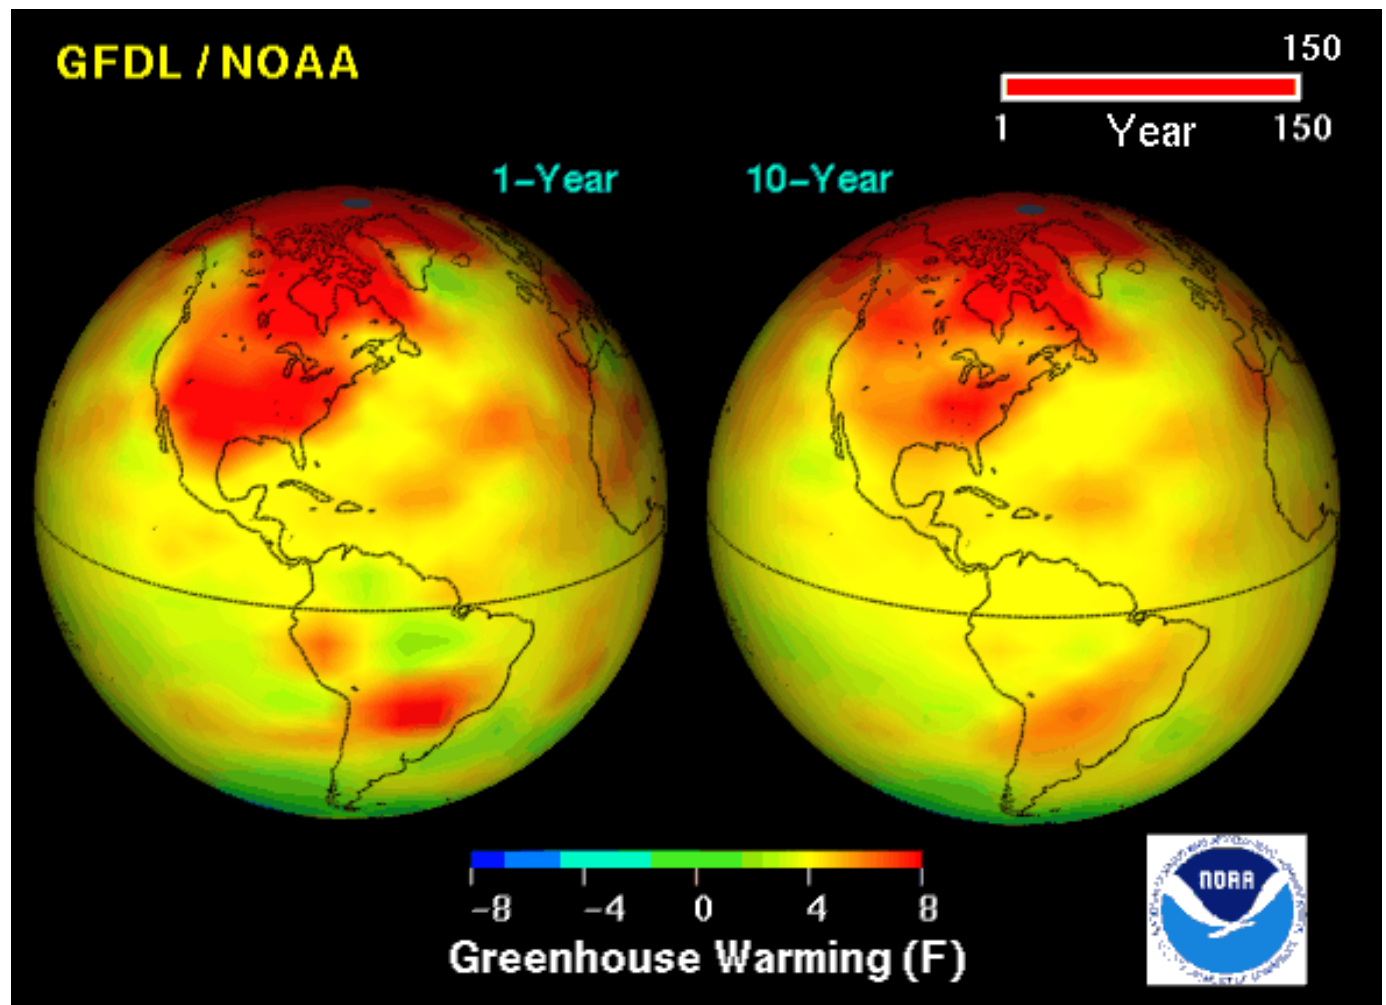 GFDL / NOAA
150
1 Year 150
1-Year 10-Year
-8 -4 0 4 8
Greenhouse Warming (F)
NOAA